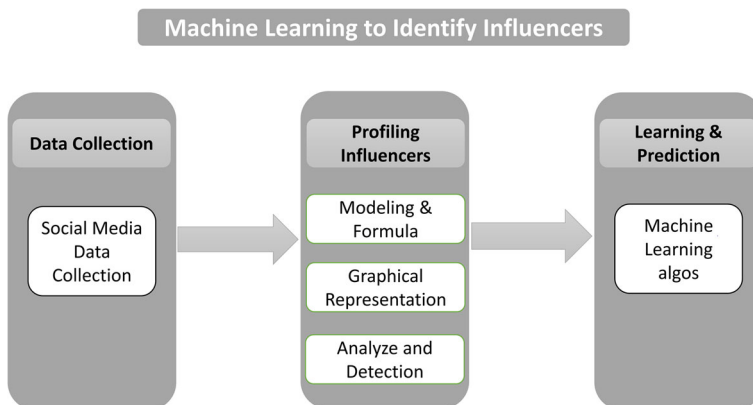 Machine Learning to Identify Influencers
Data Collection
Social Media
Data
Collection
Profiling
Influencers
Modeling &
Formula
Graphical
Representation
Analyze and
Detection
Learning &
Prediction
Machine
Learning
algos